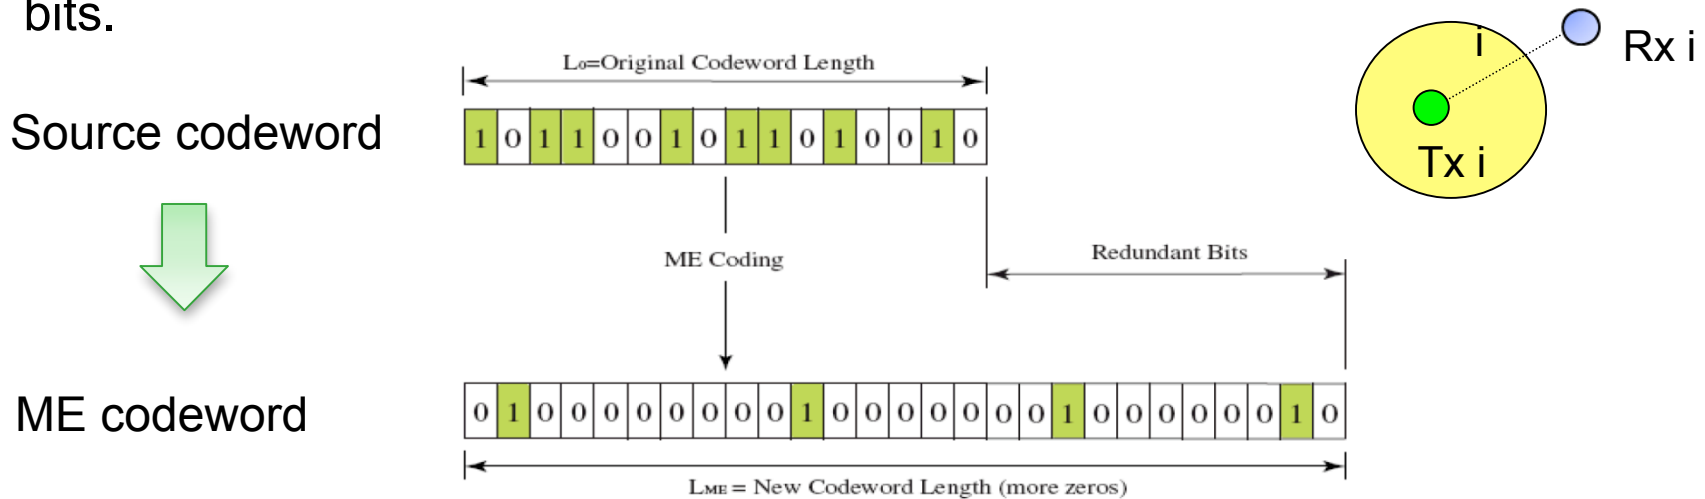 bits.
L₀=Original Codeword Length
Source codeword
1 0 1 1 0 0 1 0 1 1 0 1 0 0 1 0
i
Rx i
Tx i
ME Coding
Redundant Bits
ME codeword
0 1 0 0 0 0 0 0 0 0 1 0 0 0 0 0 0 0 1 0 0 0 0 0 0 1 0
L_ME = New Codeword Length (more zeros)